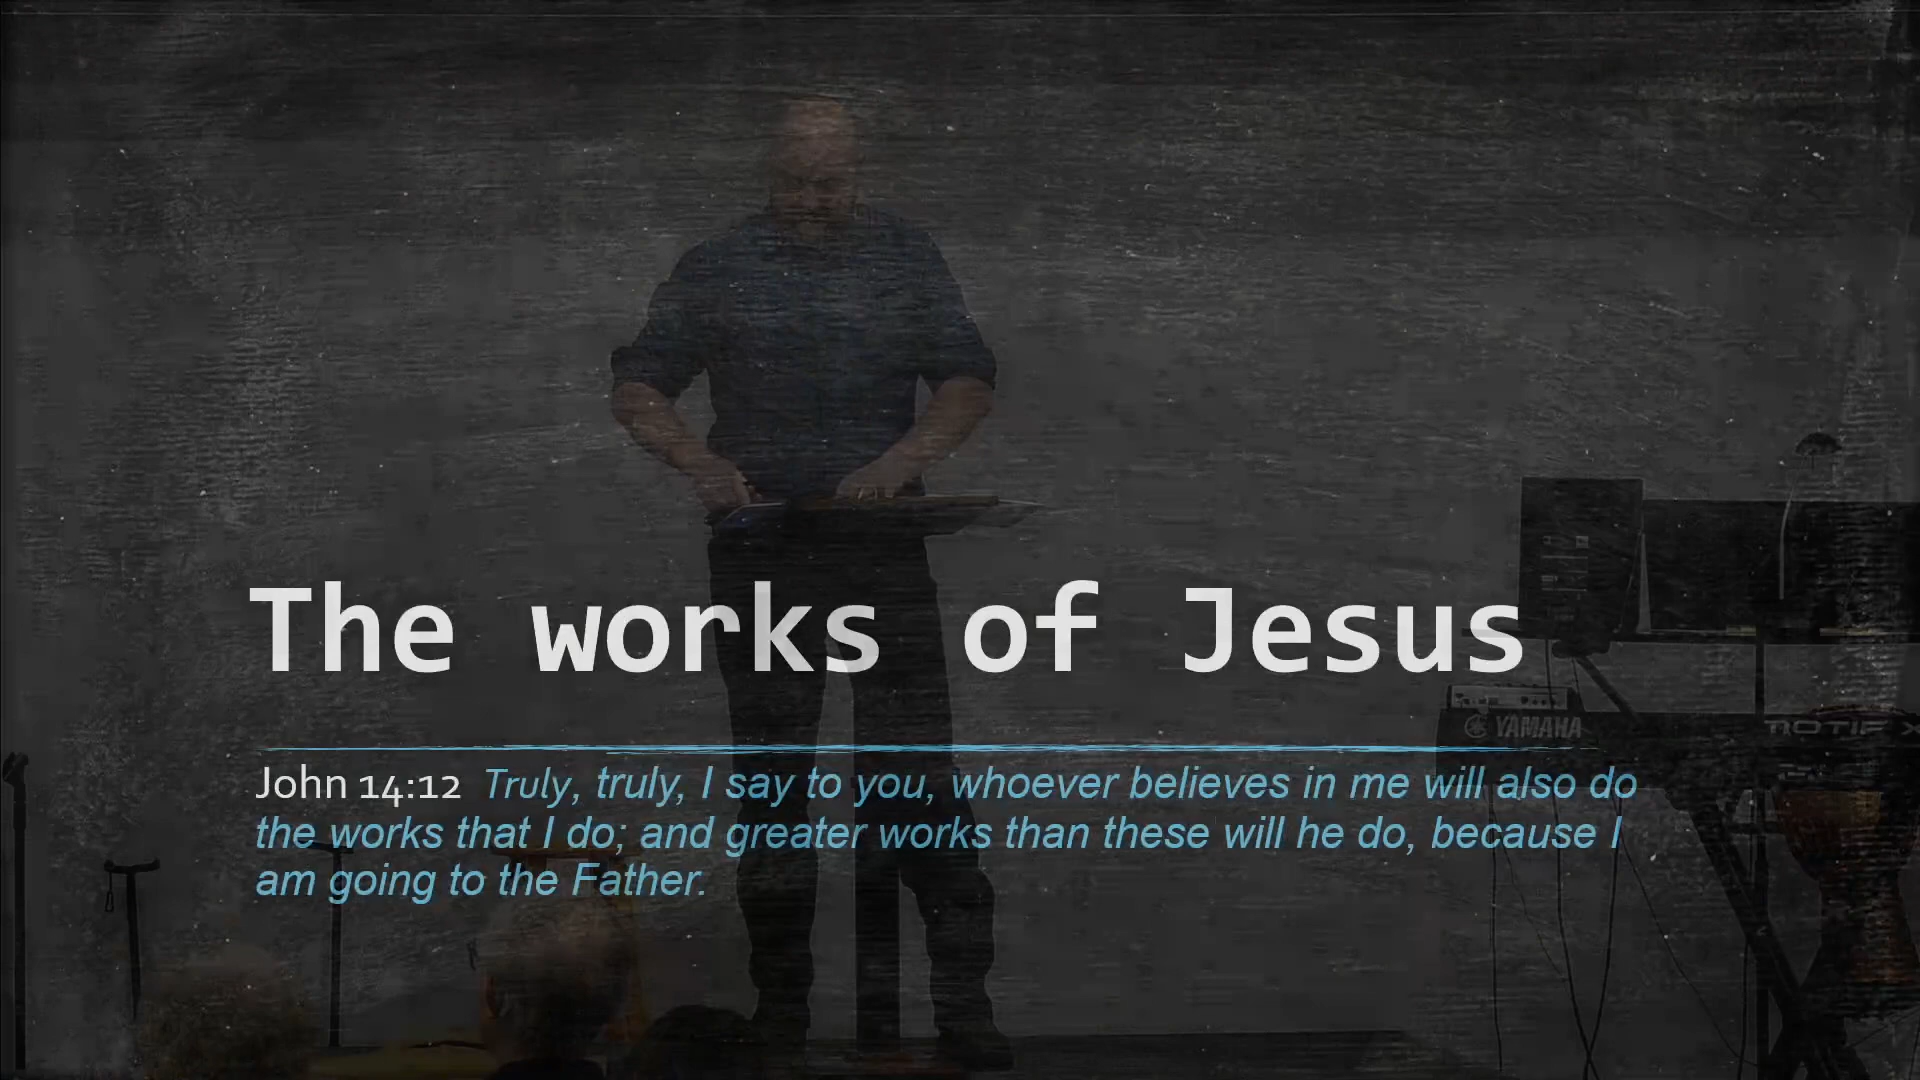 The works of Jesus
YAMAHA
MOTIF X
John 14:12 Truly, truly, I say to you, whoever believes in me will also do
the works that I do; and greater works than these will he do, because I
am going to the Father.